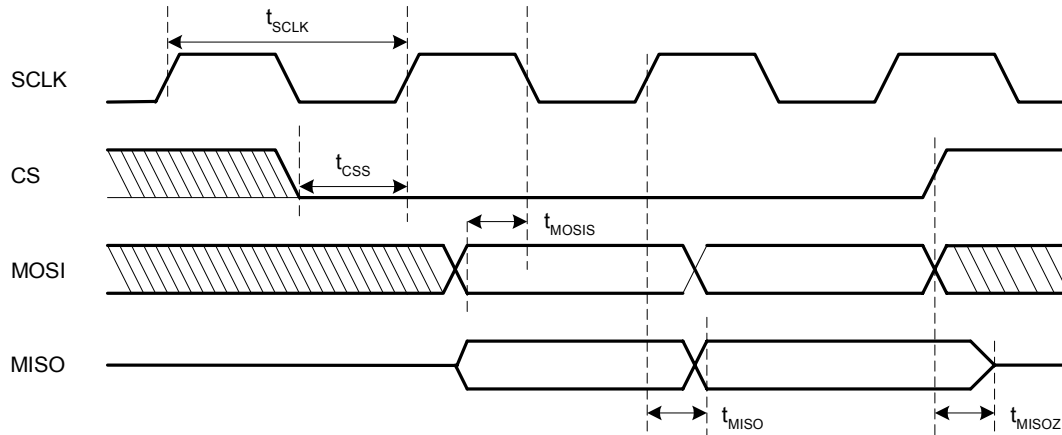 tSCLK
SCLK
tCSS
CS
tMOSIS
MOSI
MISO
tMISO
tMISOZ